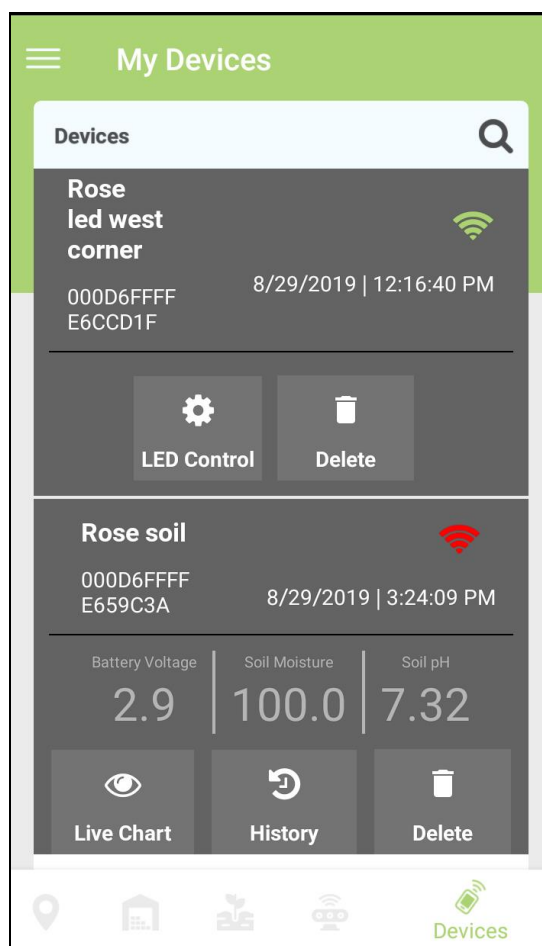 My Devices
Devices
Rose
led west
corner
000D6FFFF
E6CCD1F
8/29/2019 | 12:16:40 PM
LED Control
Delete
Rose soil
000D6FFFF
E659C3A
8/29/2019 | 3:24:09 PM
Battery Voltage
Soil Moisture
Soil pH
2.9
100.0
7.32
Live Chart
History
Delete
Devices